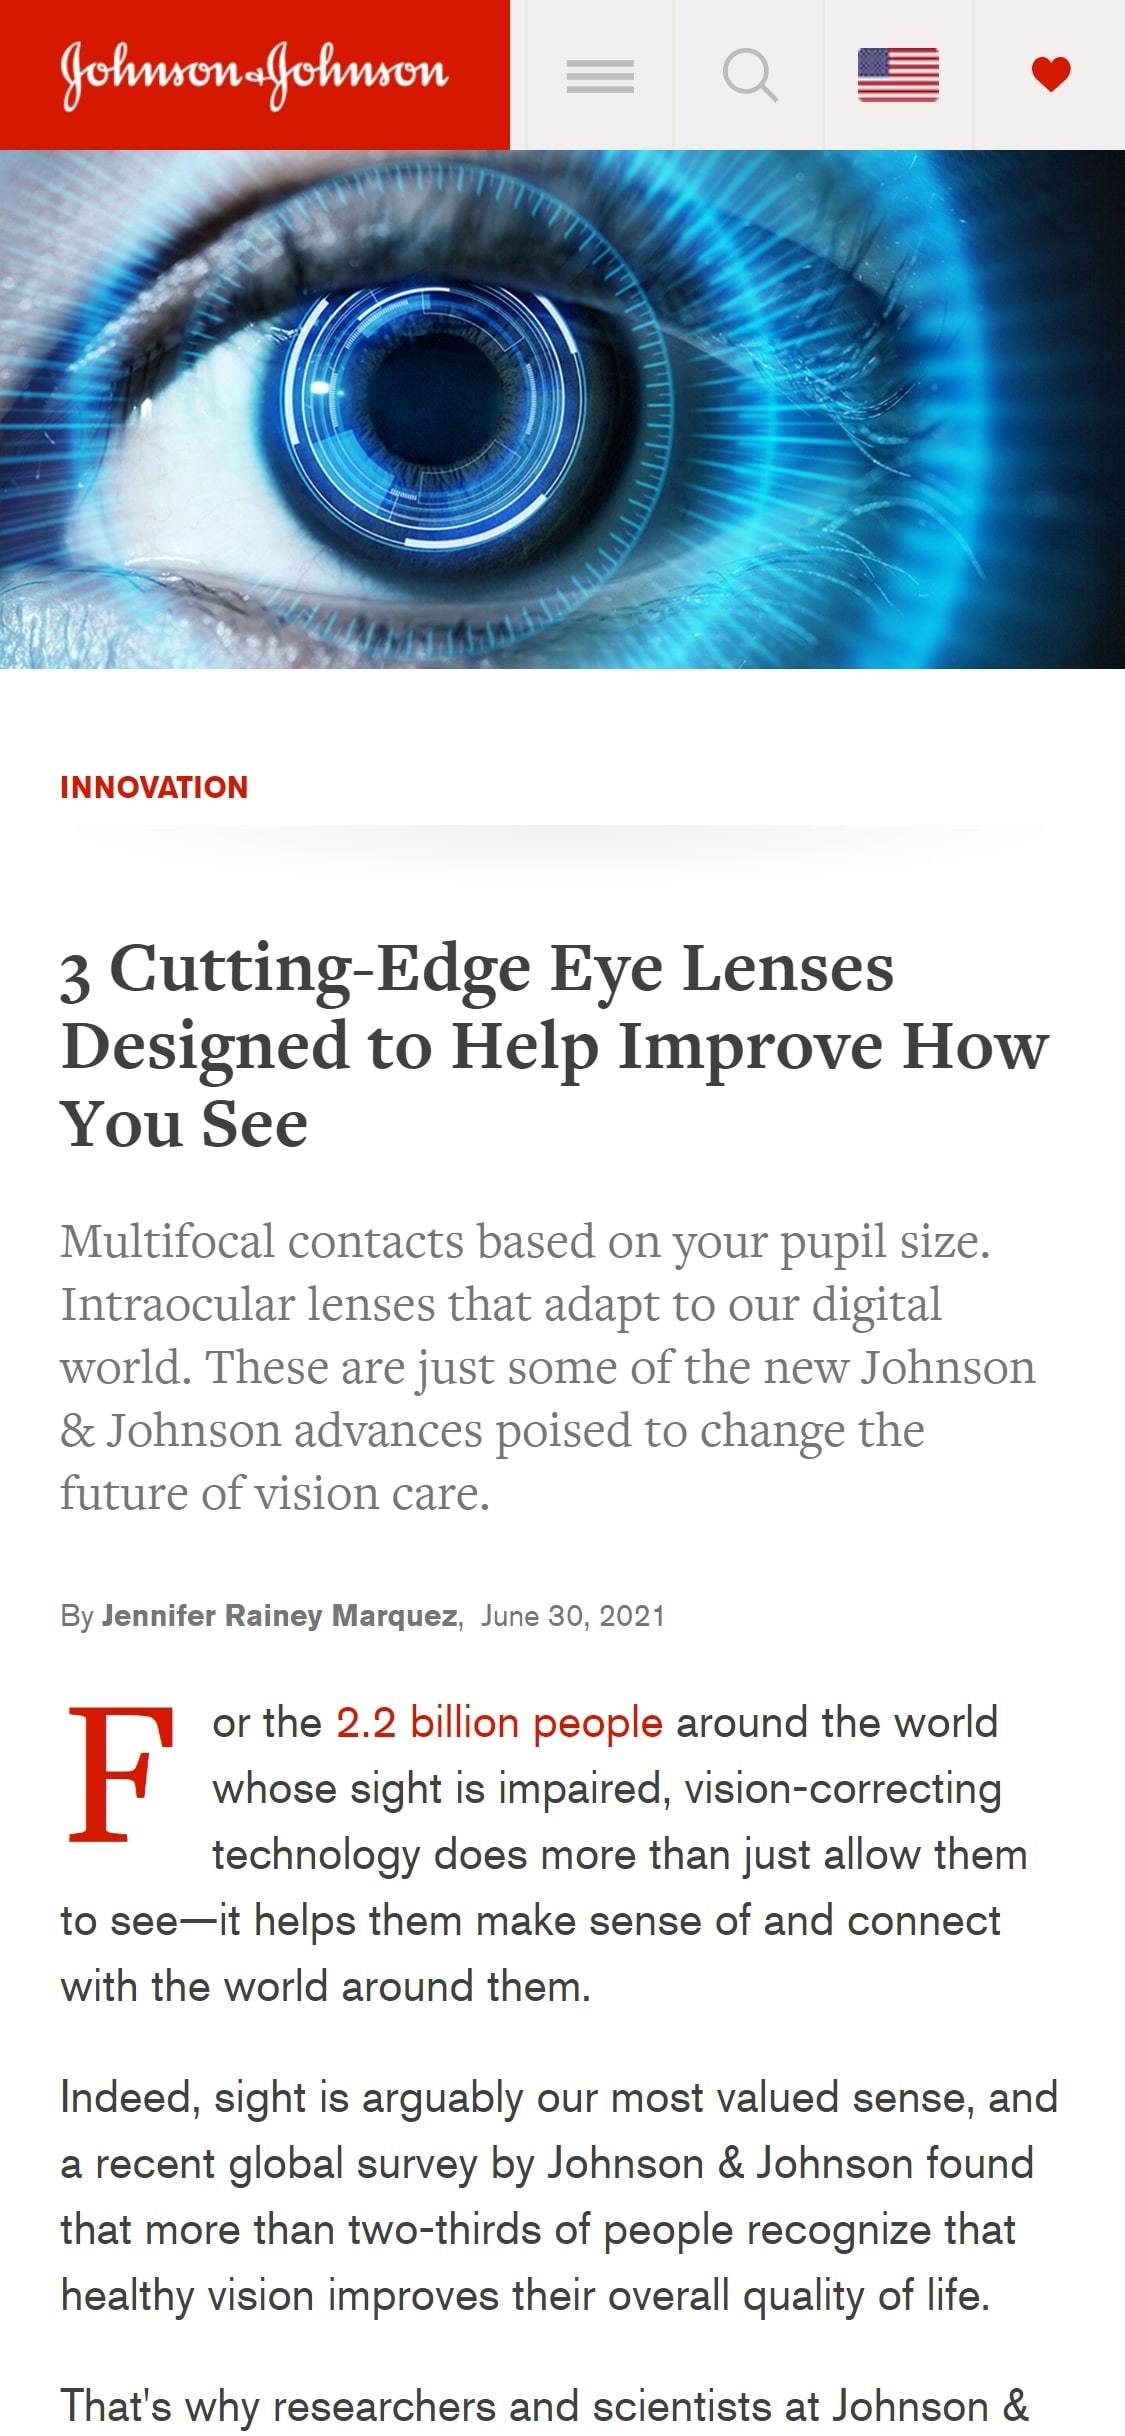 Johnson & Johnson
INNOVATION
3 Cutting-Edge Eye Lenses
Designed to Help Improve How
You See
Multifocal contacts based on your pupil size.
Intraocular lenses that adapt to our digital
world. These are just some of the new Johnson
& Johnson advances poised to change the
future of vision care.
By Jennifer Rainey Marquez, June 30, 2021
For the 2.2 billion people around the world
whose sight is impaired, vision-correcting
technology does more than just allow them
to see—it helps them make sense of and connect
with the world around them.
Indeed, sight is arguably our most valued sense, and
a recent global survey by Johnson & Johnson found
that more than two-thirds of people recognize that
healthy vision improves their overall quality of life.
That's why researchers and scientists at Johnson &